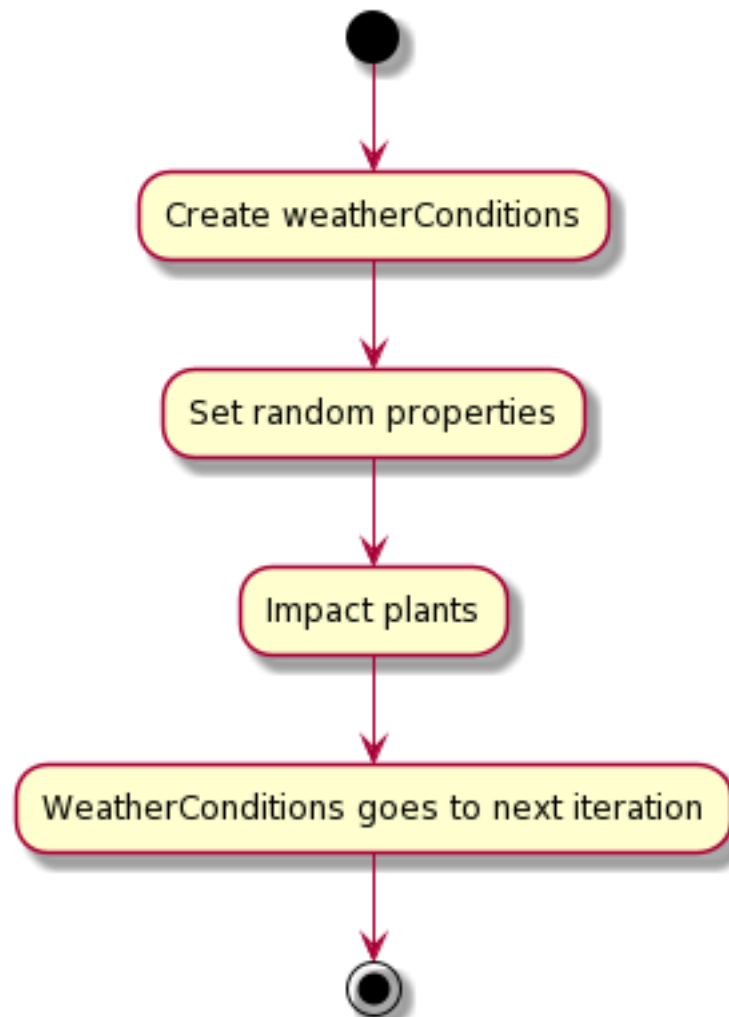 Create weatherConditions
Set random properties
Impact plants
WeatherConditions goes to next iteration